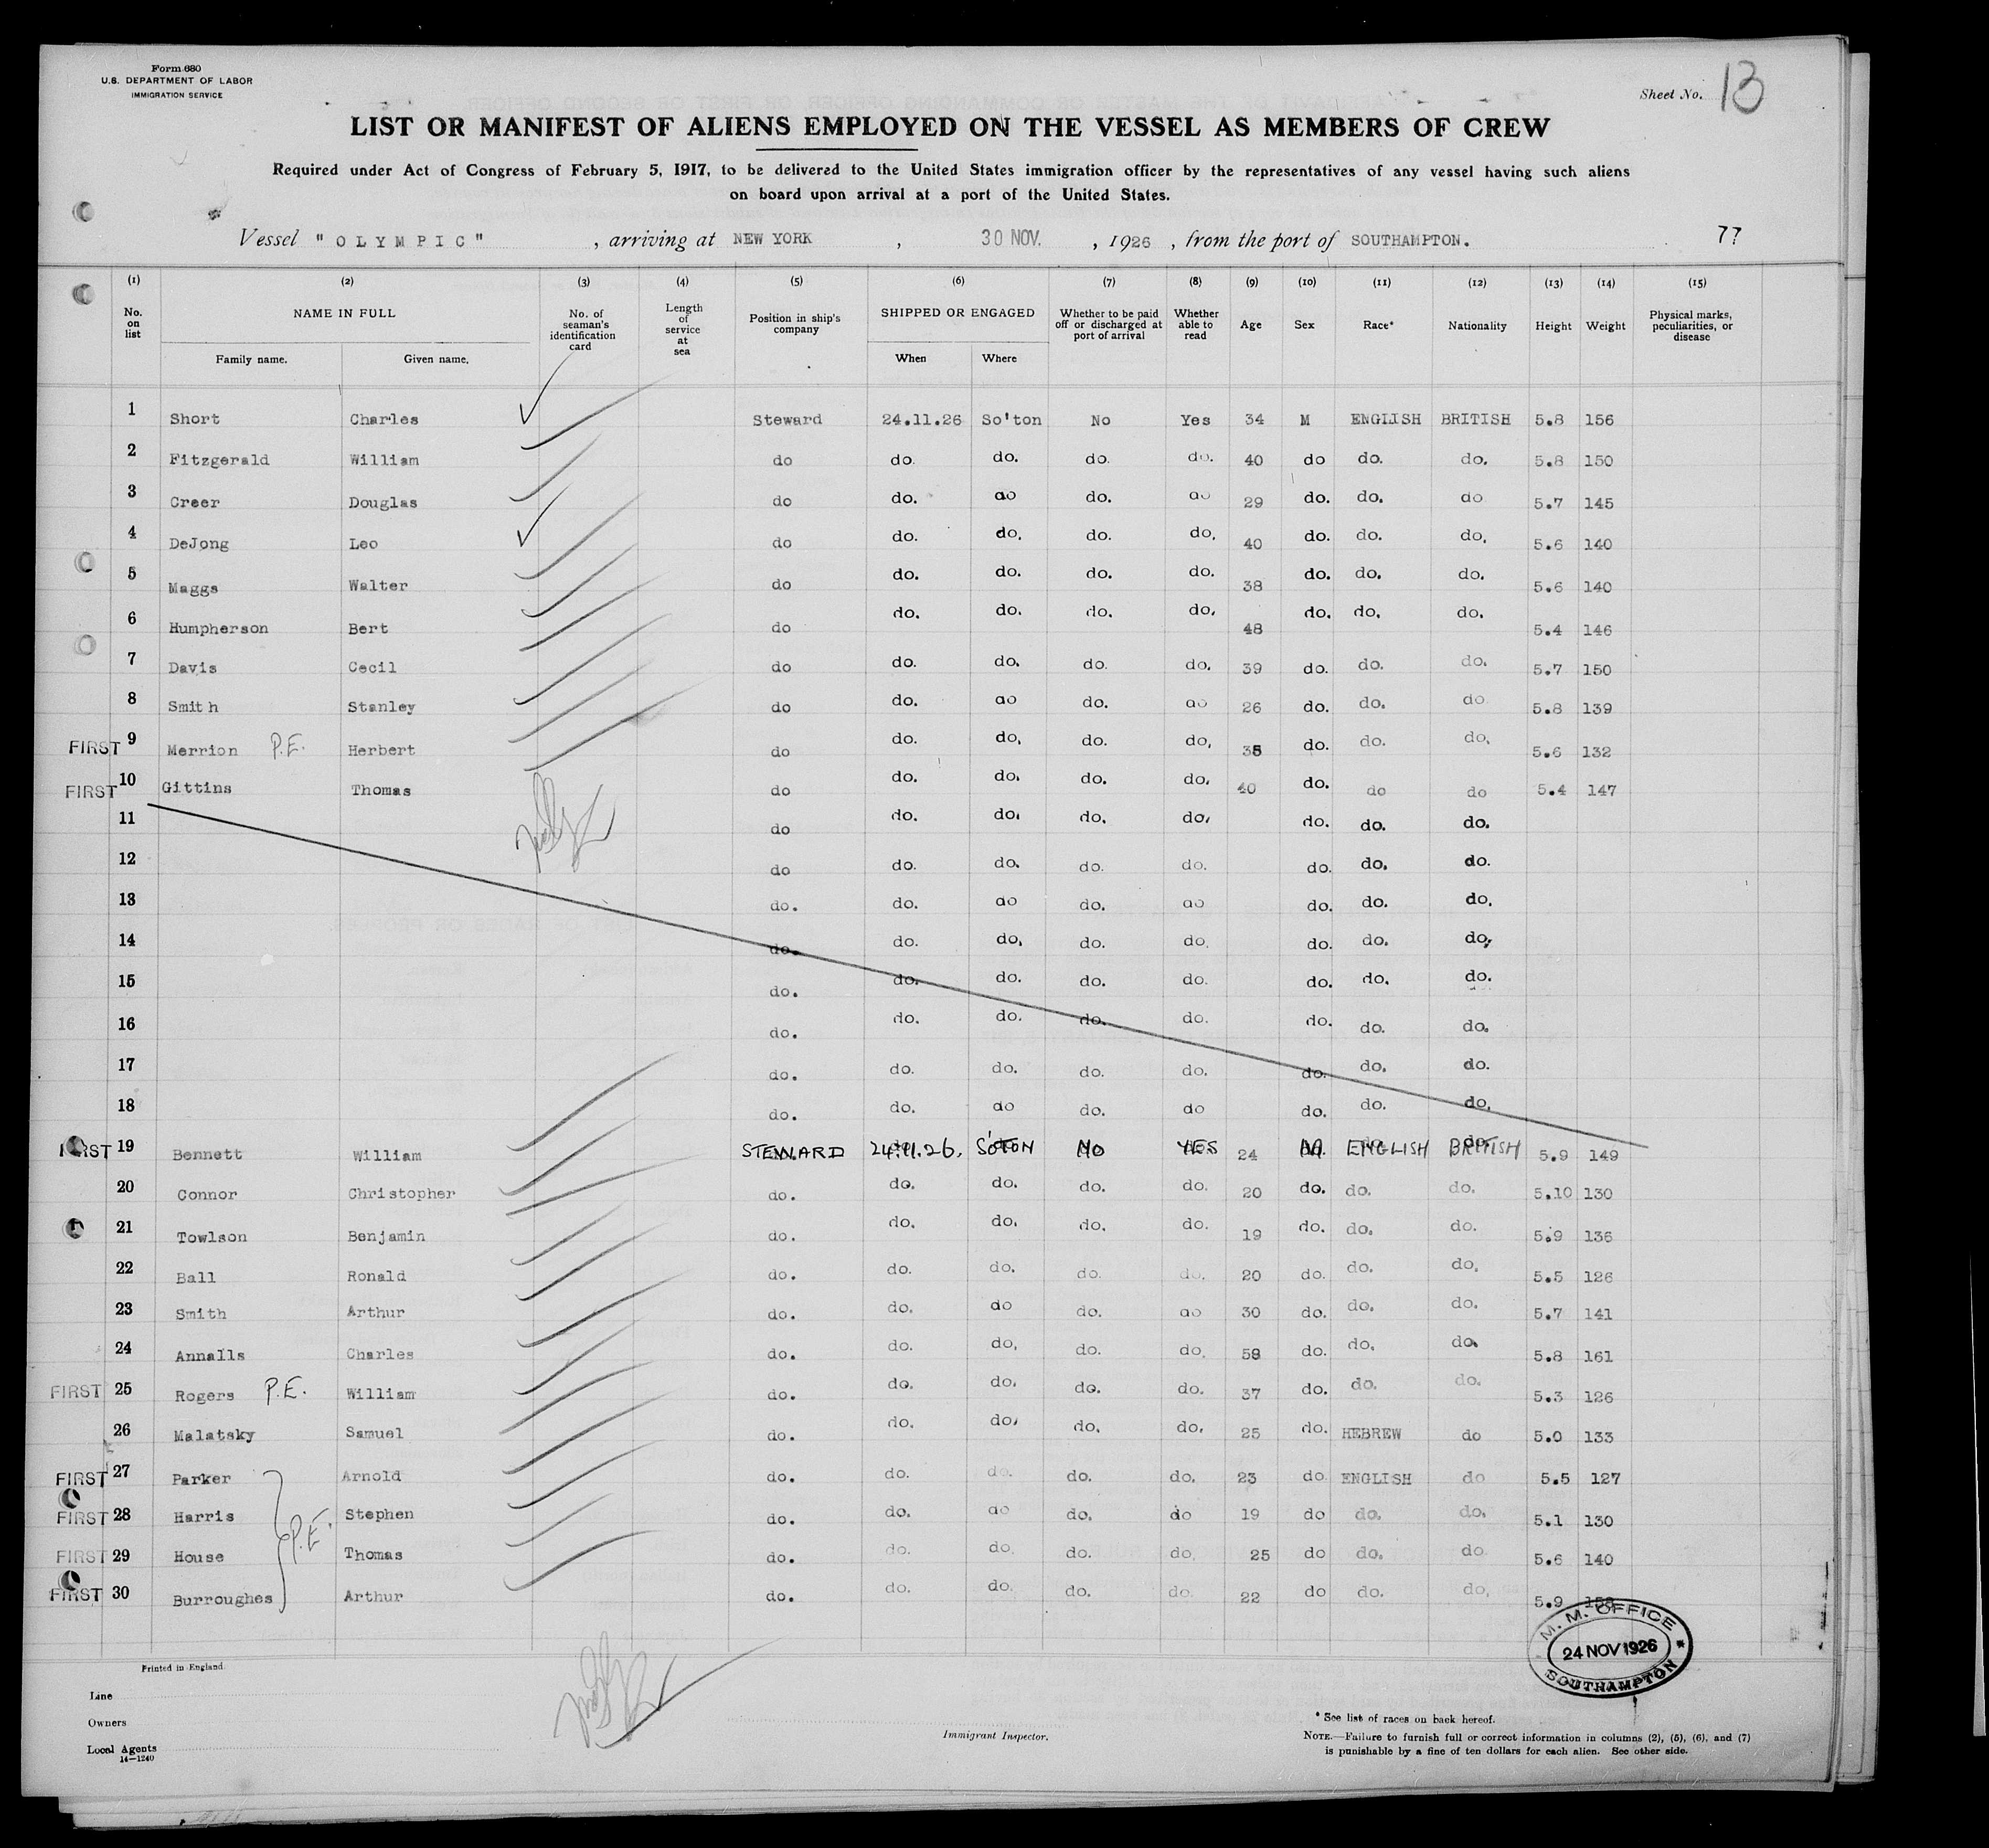 Form 680
U.S. DEPARTMENT OF LABOR
IMMIGRATION SERVICE
Sheet No. 13
LIST OR MANIFEST OF ALIENS EMPLOYED ON THE VESSEL AS MEMBERS OF CREW
Required under Act of Congress of February 5, 1917, to be delivered to the United States immigration officer by the representatives of any vessel having such aliens
on board upon arrival at a port of the United States.
Vessel "OLYMPIC", arriving at NEW YORK, 30 NOV., 1926, from the port of SOUTHAMPTON. 77
(1) (2) (3) (4) (5) (6) (7) (8) (9) (10) (11) (12) (13) (14) (15)
No. on list NAME IN FULL Family name. Given name. No. of seaman's identification card Length of service at sea Position in ship's company SHIPPED OR ENGAGED When Where Whether to be paid off or discharged at port of arrival Whether able to read Age Sex Race* Nationality Height Weight Physical marks, peculiarities, or disease
1 Short Charles Steward 24.11.26 So'ton No Yes 34 M ENGLISH BRITISH 5.8 156
2 Fitzgerald William do do. do. do. do. 40 do do. do. 5.8 150
3 Creer Douglas do do. do do. do 29 do. do. do 5.7 145
4 DeJong Leo do do. do. do. do. 40 do. do. do. 5.6 140
5 Maggs Walter do do. do. do. do. 38 do. do. do. 5.6 140
6 Humpherson Bert do do. do. do. do. 48 do. do. do. 5.4 146
7 Davis Cecil do do. do. do. do. 39 do. do. do. 5.7 150
8 Smith Stanley do do. do do. do 26 do. do. do 5.8 139
FIRST 9 Merrion P.E. Herbert do do. do. do. do. 35 do. do. do. 5.6 132
FIRST 10 Gittins Thomas do do. do. do. do. 40 do. do do 5.4 147
11 do do. do. do. do. do. do. do.
12 do do. do. do. do. do. do. do.
13 do. do. do do. do do. do. do.
14 do. do. do. do. do. do. do. do.
15 do. do. do. do. do. do. do. do.
16 do. do. do. do. do. do. do. do.
17 do. do. do. do. do. do. do. do.
18 do. do. do do. do do. do. do.
FIRST 19 Bennett William STEWARD 24.11.26. S'OTON NO YES 24 M ENGLISH BRITISH 5.9 149
20 Connor Christopher do. do. do. do. do. 20 do. do. do. 5.10 130
21 Towlson Benjamin do. do. do. do. do. 19 do. do. do. 5.9 136
22 Ball Ronald do. do. do. do. do. 20 do. do. do. 5.5 126
23 Smith Arthur do. do. do do. do 30 do. do. do. 5.7 141
24 Annalls Charles do. do. do. do. do. 58 do. do. do. 5.8 161
FIRST 25 Rogers P.E. William do. do. do. do. do. 37 do. do. do. 5.3 126
26 Malatsky Samuel do. do. do. do. do. 25 do. HEBREW do 5.0 133
FIRST 27 Parker Arnold do. do. do. do. do. 23 do ENGLISH do 5.5 127
FIRST 28 Harris P.E. Stephen do. do. do do. do 19 do do. do. 5.1 130
FIRST 29 House Thomas do. do. do. do. do. 25 do do. do 5.6 140
FIRST 30 Burroughes Arthur do. do. do. do. do. 22 do do. do. 5.9
M. M. OFFICE
24 NOV 1926
SOUTHAMPTON
Printed in England
Line
Owners
Local Agents
14—1240
Immigrant Inspector.
* See list of races on back hereof.
NOTE.—Failure to furnish full or correct information in columns (2), (5), (6), and (7)
is punishable by a fine of ten dollars for each alien. See other side.